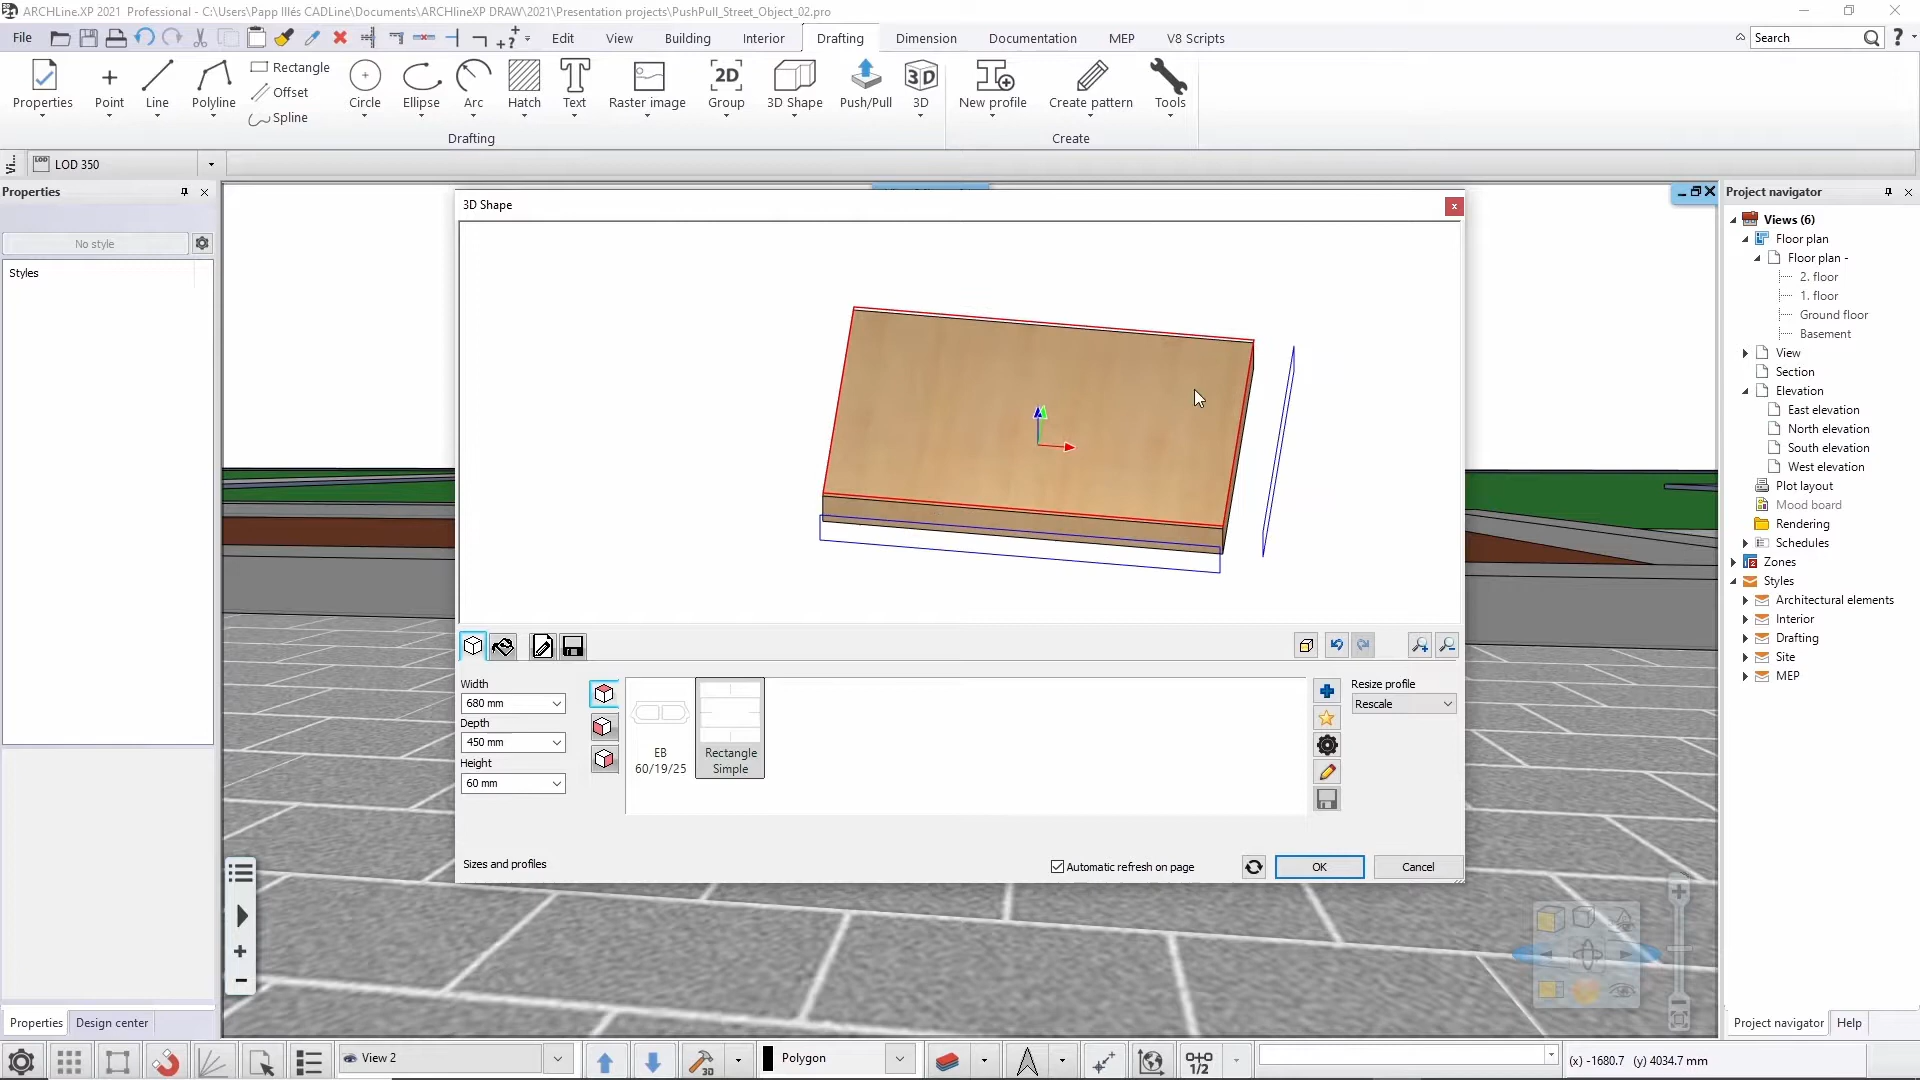 ARCHLine.XP 2021 Professional - C:\Users\Papp Illés CADLine\Documents\ARCHlineXP DRAW\2021\Presentation projects\PushPull_Street_Object_02.pro
File
Edit
View
Building
Interior
Drafting
Dimension
Documentation
MEP
V8 Scripts
Search
Properties
Point
Line
Polyline
Rectangle
Offset
Spline
Circle
Ellipse
Arc
Hatch
Text
Raster image
2D
Group
3D Shape
Push/Pull
3D
3D
New profile
Create pattern
Tools
Drafting
Create
LOD 350
Properties
No style
Styles
3D Shape
Width
680 mm
Depth
450 mm
Height
60 mm
EB
60/19/25
Rectangle
Simple
Resize profile
Rescale
Sizes and profiles
Automatic refresh on page
OK
Cancel
Project navigator
Views (6)
Floor plan
Floor plan -
2. floor
1. floor
Ground floor
Basement
View
Section
Elevation
East elevation
North elevation
South elevation
West elevation
Plot layout
Mood board
Rendering
Schedules
Zones
Styles
Architectural elements
Interior
Drafting
Site
MEP
Properties
Design center
Project navigator
Help
View 2
3D
Polygon
1/2
(x) -1680.7 (y) 4034.7 mm